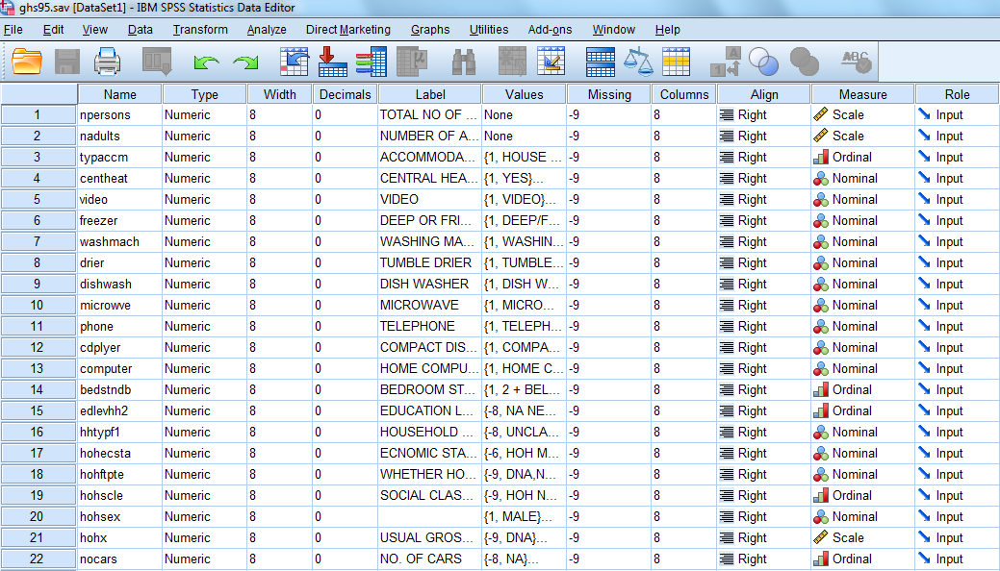 ghs95.sav [DataSet1] - IBM SPSS Statistics Data Editor
File Edit View Data Transform Analyze Direct Marketing Graphs Utilities Add-ons Window Help
Name Type Width Decimals Label Values Missing Columns Align Measure Role
1 npersons Numeric 8 0 TOTAL NO OF ... None -9 8 Right Scale Input
2 nadults Numeric 8 0 NUMBER OF A... None -9 8 Right Scale Input
3 typaccm Numeric 8 0 ACCOMMODA... {1, HOUSE ... -9 8 Right Ordinal Input
4 centheat Numeric 8 0 CENTRAL HEA... {1, YES}... -9 8 Right Nominal Input
5 video Numeric 8 0 VIDEO {1, VIDEO}... -9 8 Right Nominal Input
6 freezer Numeric 8 0 DEEP OR FRI... {1, DEEP/F... -9 8 Right Nominal Input
7 washmach Numeric 8 0 WASHING MA... {1, WASHIN... -9 8 Right Nominal Input
8 drier Numeric 8 0 TUMBLE DRIER {1, TUMBLE... -9 8 Right Nominal Input
9 dishwash Numeric 8 0 DISH WASHER {1, DISH W... -9 8 Right Nominal Input
10 microwve Numeric 8 0 MICROWAVE {1, MICRO... -9 8 Right Nominal Input
11 phone Numeric 8 0 TELEPHONE {1, TELEPH... -9 8 Right Nominal Input
12 cdplyer Numeric 8 0 COMPACT DIS... {1, COMPA... -9 8 Right Nominal Input
13 computer Numeric 8 0 HOME COMPU... {1, HOME C... -9 8 Right Nominal Input
14 bedstndb Numeric 8 0 BEDROOM ST... {1, 2 + BEL... -9 8 Right Ordinal Input
15 edlevhh2 Numeric 8 0 EDUCATION L... {-8, NA NE... -9 8 Right Ordinal Input
16 hhtypf1 Numeric 8 0 HOUSEHOLD ... {-8, UNCLA... -9 8 Right Nominal Input
17 hohecsta Numeric 8 0 ECNOMIC STA... {-6, HOH M... -9 8 Right Nominal Input
18 hohftpte Numeric 8 0 WHETHER HO... {-9, DNA,N... -9 8 Right Nominal Input
19 hohscle Numeric 8 0 SOCIAL CLAS... {-9, HOH N... -9 8 Right Ordinal Input
20 hohsex Numeric 8 0 {1, MALE}... -9 8 Right Nominal Input
21 hohx Numeric 8 0 USUAL GROS... {-9, DNA}... -9 8 Right Scale Input
22 nocars Numeric 8 0 NO. OF CARS {-8, NA}... -9 8 Right Ordinal Input